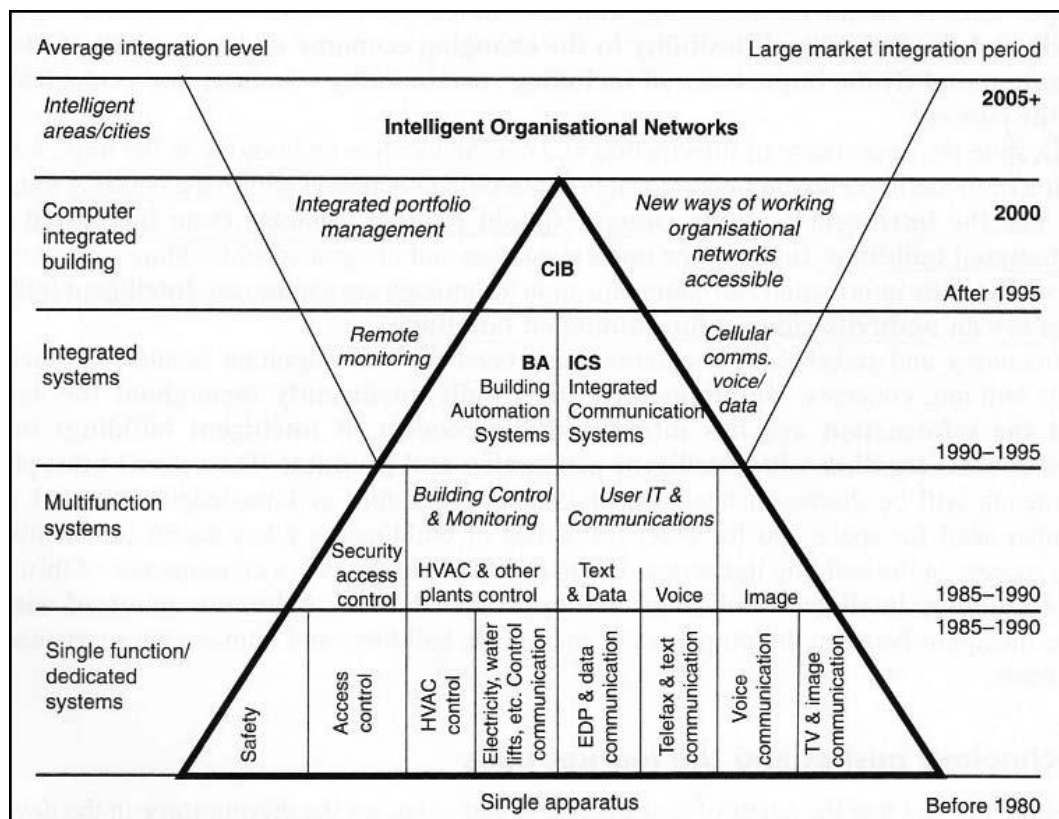 Average integration level
Large market integration period
Intelligent
areas/cities
2005+
Intelligent Organisational Networks
Computer
integrated
building
Integrated portfolio
management
New ways of working
organisational
networks
accessible
2000
CIB
After 1995
Integrated
systems
Remote
monitoring
BA
Building
Automation
Systems
ICS
Integrated
Communication
Systems
Cellular
comms.
voice/
data
1990–1995
Multifunction
systems
Building Control
& Monitoring
User IT &
Communications
Security
access
control
HVAC & other
plants control
Text
& Data
Voice
Image
1985–1990
1985–1990
Single function/
dedicated
systems
Safety
Access
control
HVAC
control
Electricity, water
lifts, etc. Control
communication
EDP & data
communication
Telefax & text
communication
Voice
communication
TV & image
communication
Single apparatus
Before 1980